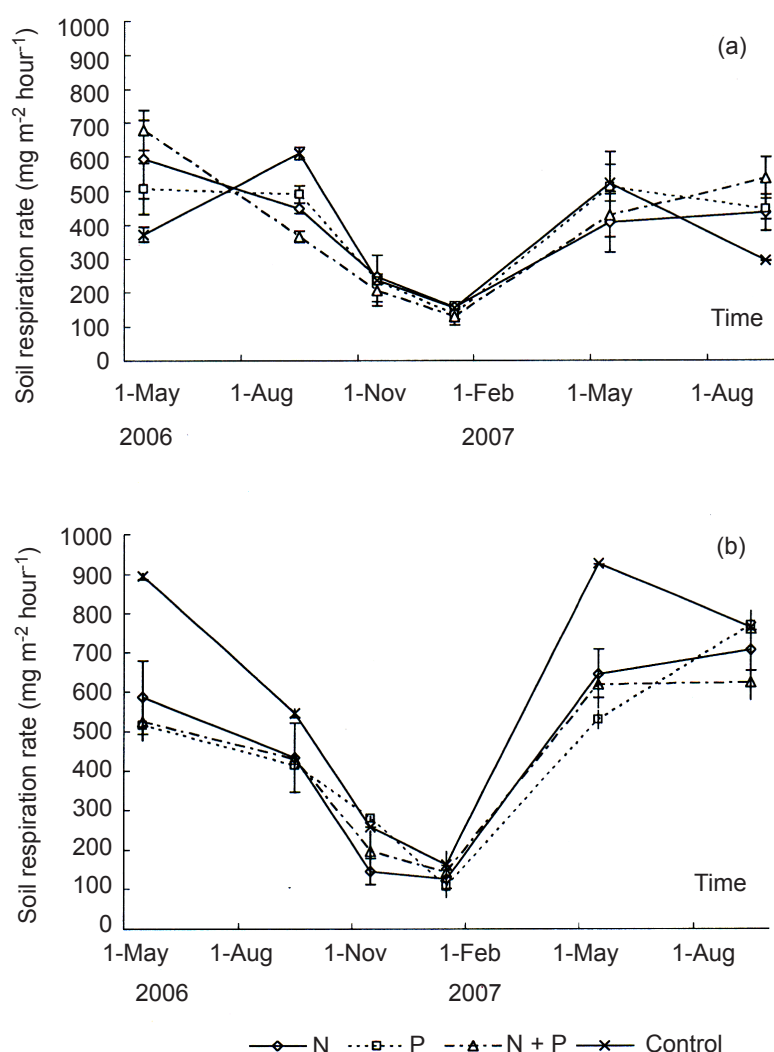 Soil respiration rate (mg m⁻² hour⁻¹)
1000
900
800
700
600
500
400
300
200
100
0
(a)
Time
1-May 1-Aug 1-Nov 1-Feb 1-May 1-Aug
2006 2007
Soil respiration rate (mg m⁻² hour⁻¹)
1000
900
800
700
600
500
400
300
200
100
0
(b)
Time
1-May 1-Aug 1-Nov 1-Feb 1-May 1-Aug
2006 2007
N P N + P Control